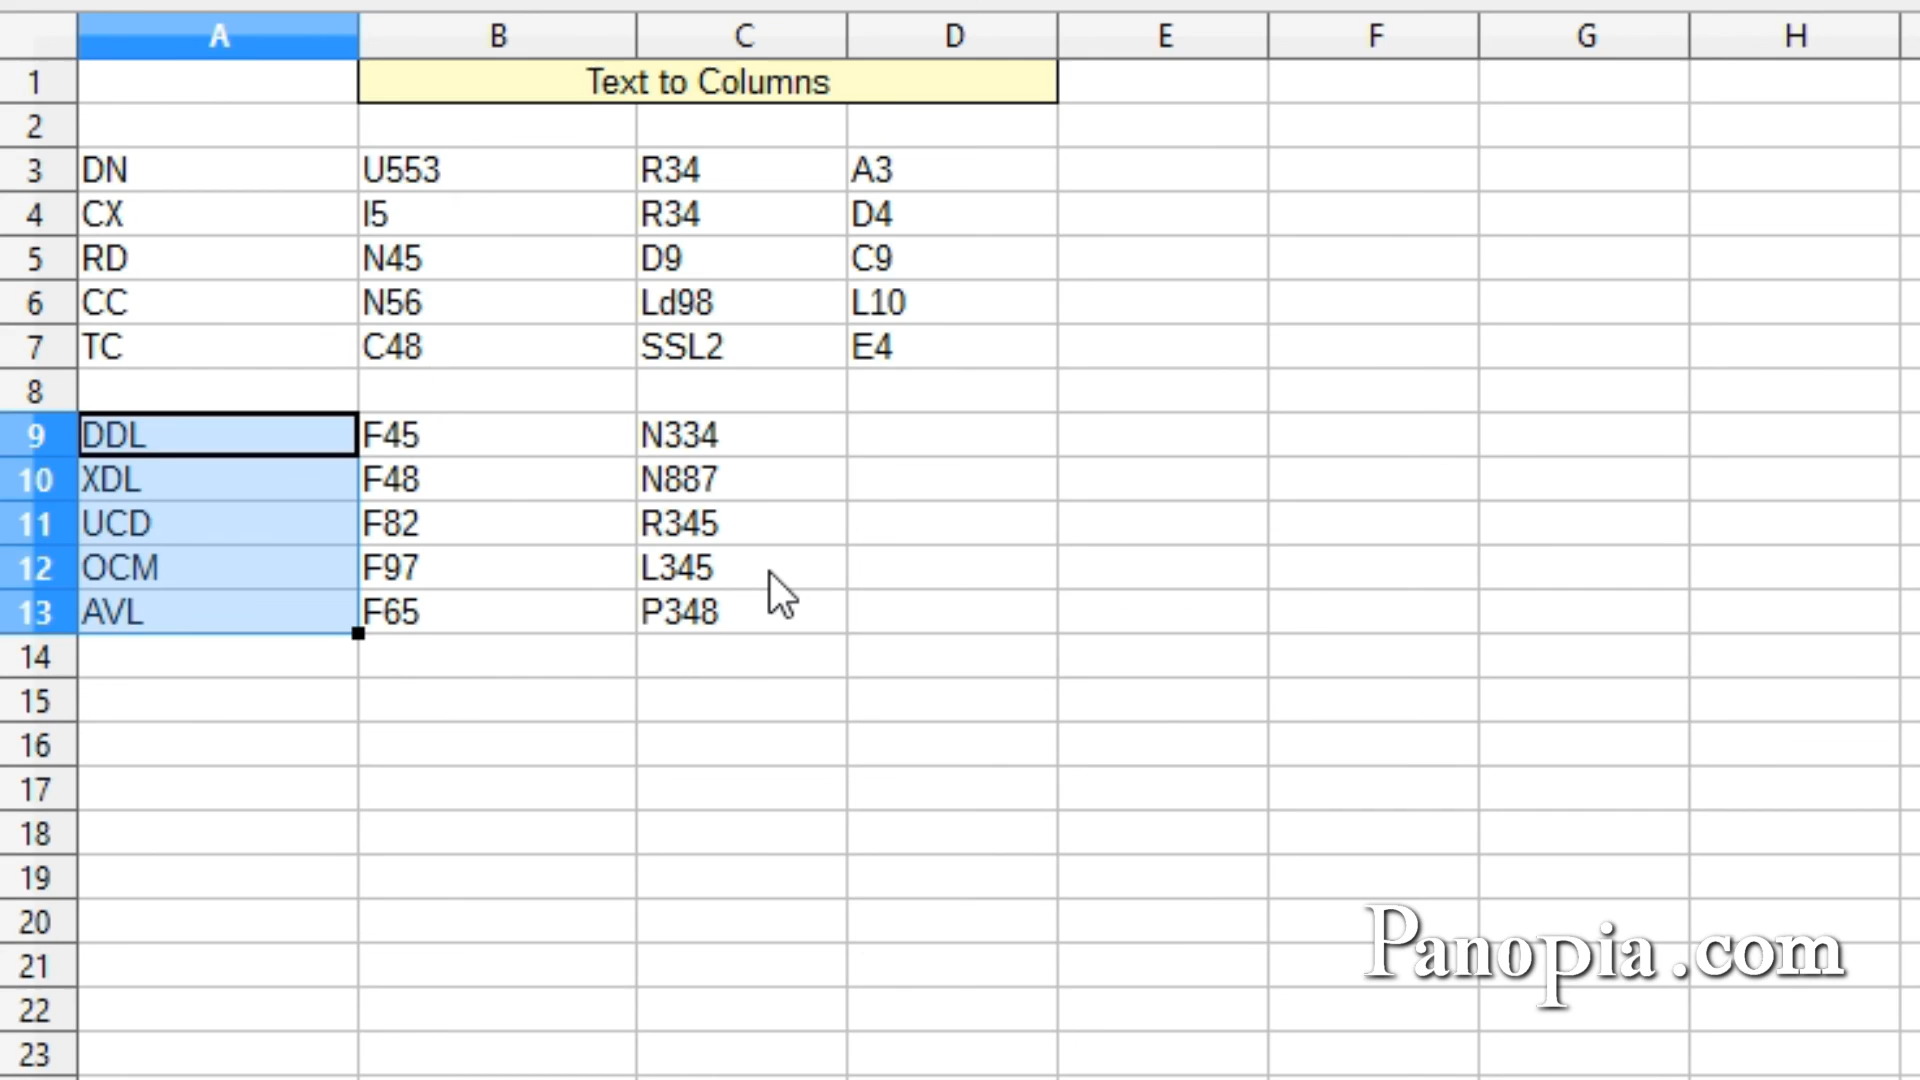 A B C D E F G H
1 Text to Columns
2
3 DN U553 R34 A3
4 CX I5 R34 D4
5 RD N45 D9 C9
6 CC N56 Ld98 L10
7 TC C48 SSL2 E4
8
9 DDL F45 N334
10 XDL F48 N887
11 UCD F82 R345
12 OCM F97 L345
13 AVL F65 P348
14
15
16
17
18
19
20
21
22
23
Panopia.com